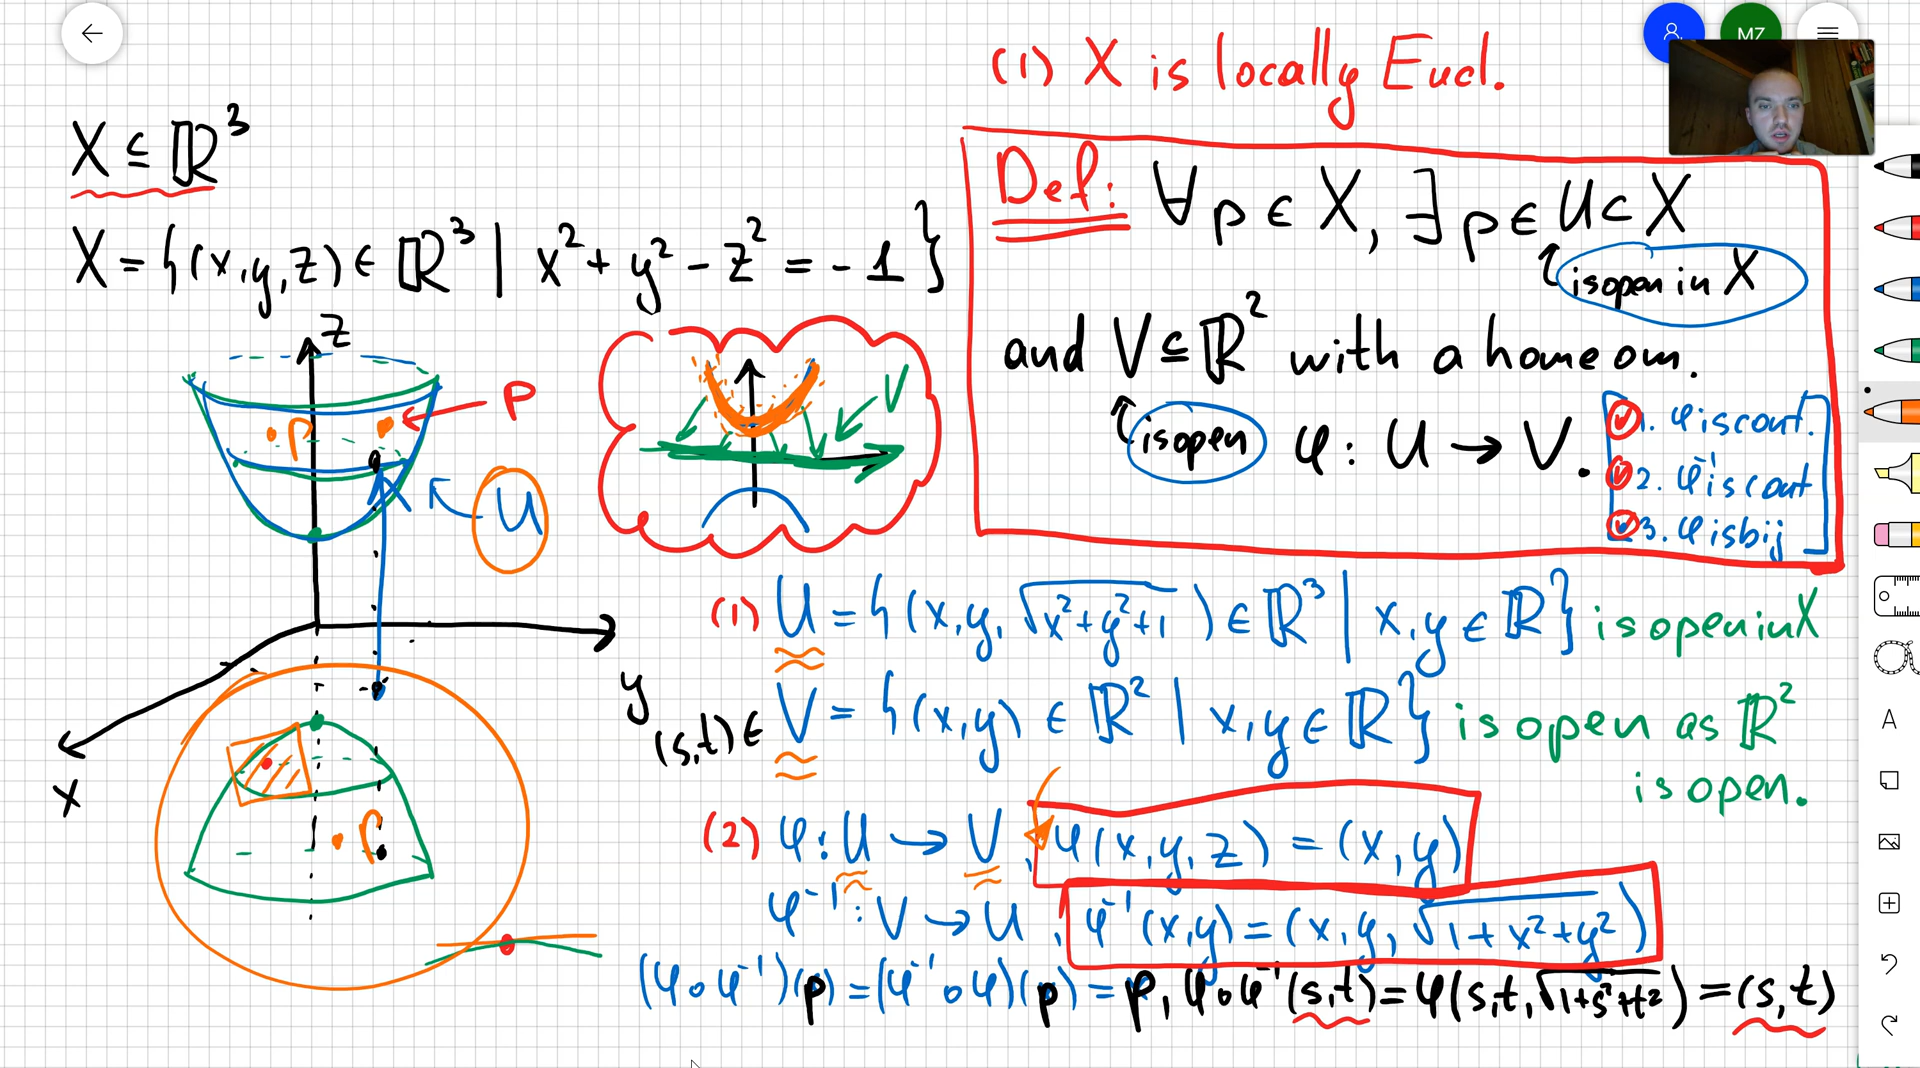 MZ
(1) X is locally Eucl.
X ⊆ ℝ³
X = {(x,y,z) ∈ ℝ³ | x² + y² - z² = -1}
Def: ∀ p ∈ X, ∃ p ∈ U ⊂ X
is open in X
and V ⊆ ℝ² with a homeom.
is open
φ : U → V.
1. φ is cont.
2. φ⁻¹ is cont
3. φ is bij
z
p
p
U
V
y
x
p
(1) U = {(x,y,√x²+y²+1) ∈ ℝ³ | x,y ∈ ℝ} is open in X
(s,t) ∈ V = {(x,y) ∈ ℝ² | x,y ∈ ℝ} is open as ℝ²
is open.
(2) φ : U → V, φ(x,y,z) = (x,y)
φ⁻¹ : V → U, φ⁻¹(x,y) = (x,y,√1+x²+y²)
(φ∘φ⁻¹)(p) = (φ⁻¹∘φ)(p) = p, φ∘φ⁻¹(s,t) = φ(s,t,√1+s²+t²) = (s,t)
A